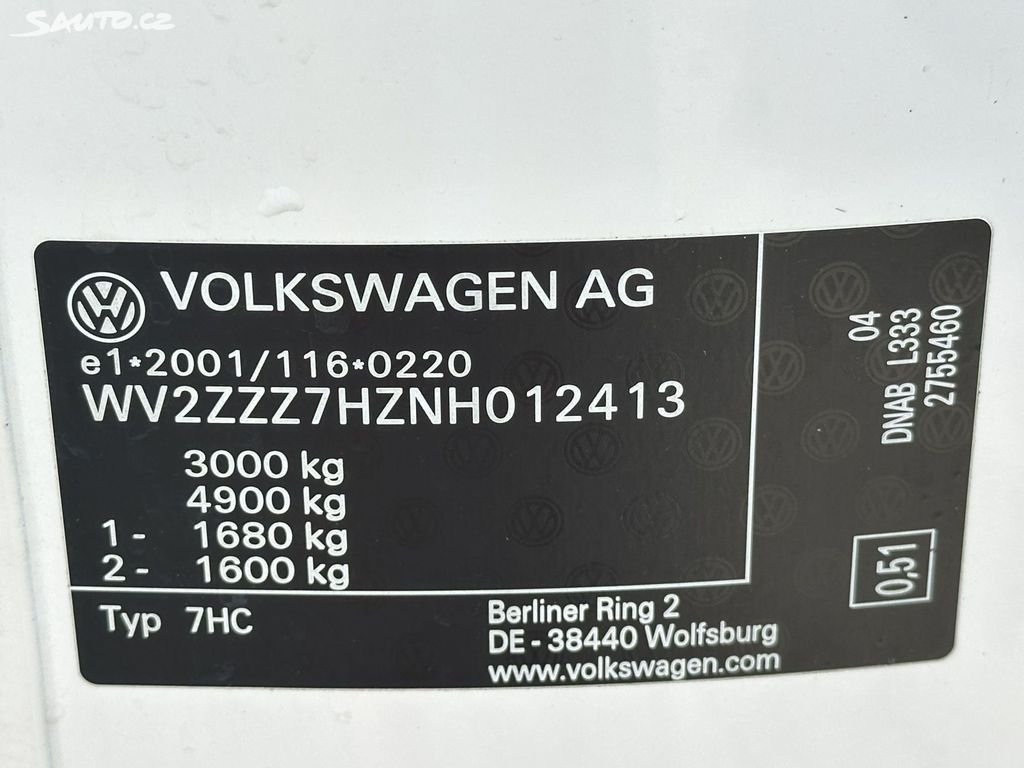 Sauto.cz
VOLKSWAGEN AG
e1*2001/116*0220
WV2ZZZ7HZNH012413
3000 kg
4900 kg
1- 1680 kg
2- 1600 kg
Typ 7HC
Berliner Ring 2
DE-38440 Wolfsburg
www.volkswagen.com
04
DNAB L333
2755460
0,51